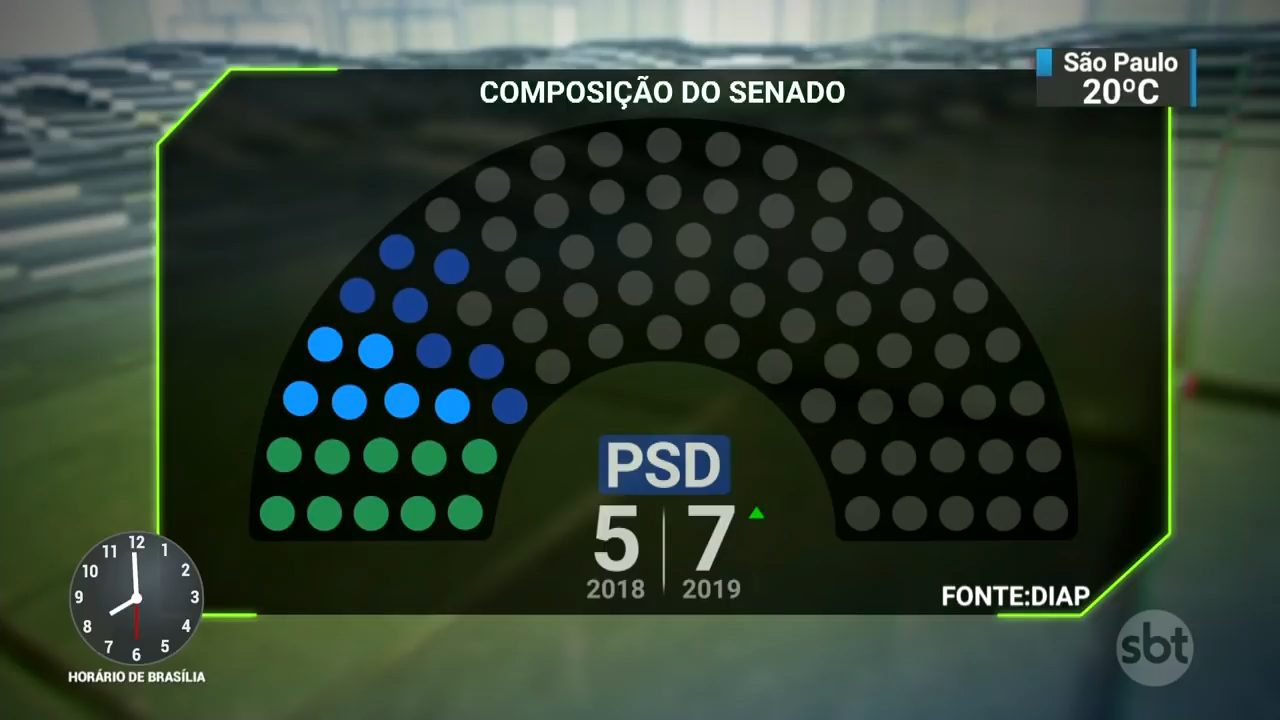 COMPOSIÇÃO DO SENADO
São Paulo
20ºC
PSD
5 7
2018 2019
FONTE:DIAP
12
1
2
3
4
5
6
7
8
9
10
11
HORÁRIO DE BRASÍLIA
sbt